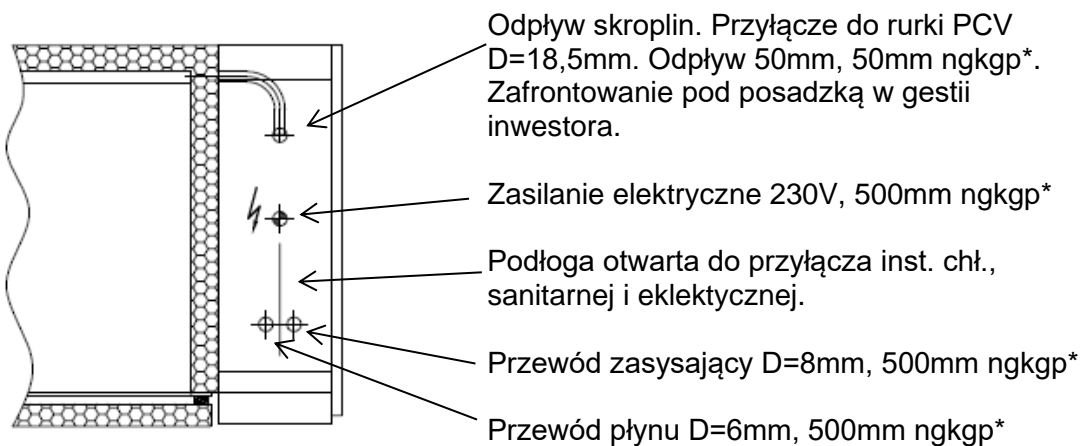 Odpływ skroplin. Przyłącze do rurki PCV
D=18,5mm. Odpływ 50mm, 50mm ngkgp*.
Zafrontowanie pod posadzką w gestii
inwestora.
Zasilanie elektryczne 230V, 500mm ngkgp*
Podłoga otwarta do przyłącza inst. chł.,
sanitarnej i eklektycznej.
Przewód zasysający D=8mm, 500mm ngkgp*
Przewód płynu D=6mm, 500mm ngkgp*